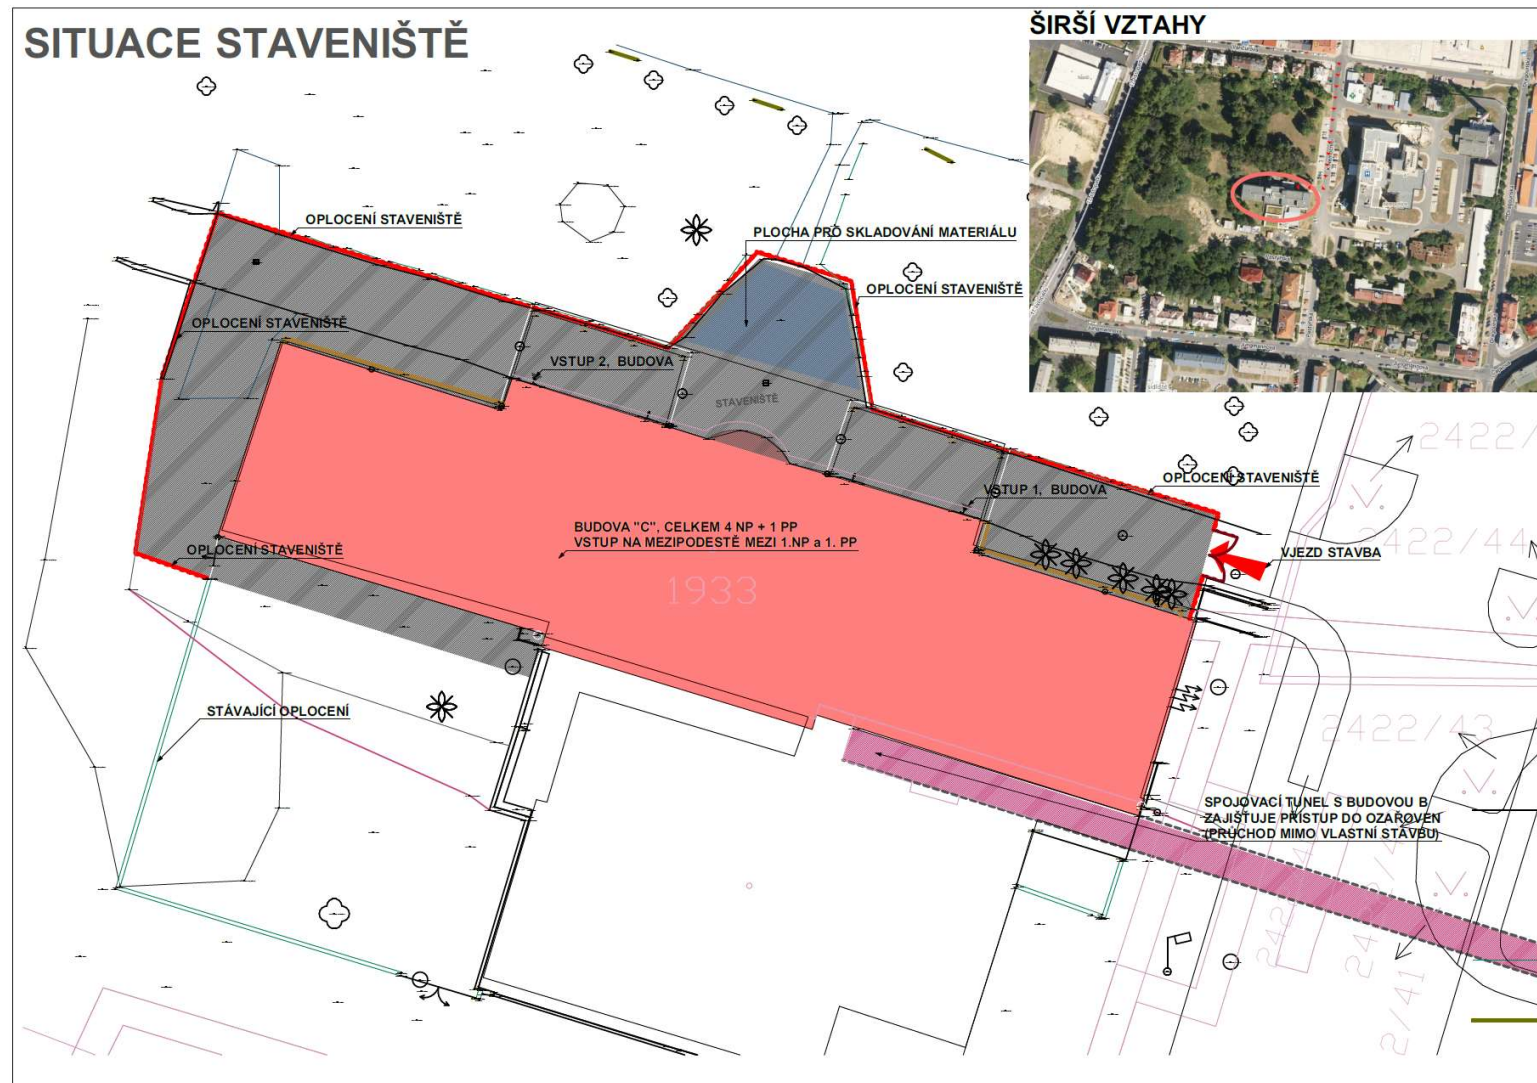 SITUACE STAVENIŠTĚ
ŠIRŠÍ VZTAHY
OPLOCENÍ STAVENIŠTĚ
PLOCHA PRO SKLADOVÁNÍ MATERIÁLU
OPLOCENÍ STAVENIŠTĚ
OPLOCENÍ STAVENIŠTĚ
VSTUP 2, BUDOVA
STAVENIŠTĚ
2422/
OPLOCENÍ STAVENIŠTĚ
VSTUP 1, BUDOVA
BUDOVA "C", CELKEM 4 NP + 1 PP
VSTUP NA MEZIPODESTĚ MEZI 1.NP a 1. PP
OPLOCENÍ STAVENIŠTĚ
VJEZD STAVBA
2422/44
1933
STÁVAJÍCÍ OPLOCENÍ
2422/43
SPOJOVACÍ TUNEL S BUDOVOU B
ZAJIŠŤUJE PŘÍSTUP DO OZAŘOVEN
(PRŮCHOD MIMO VLASTNÍ STAVBU)
2/41